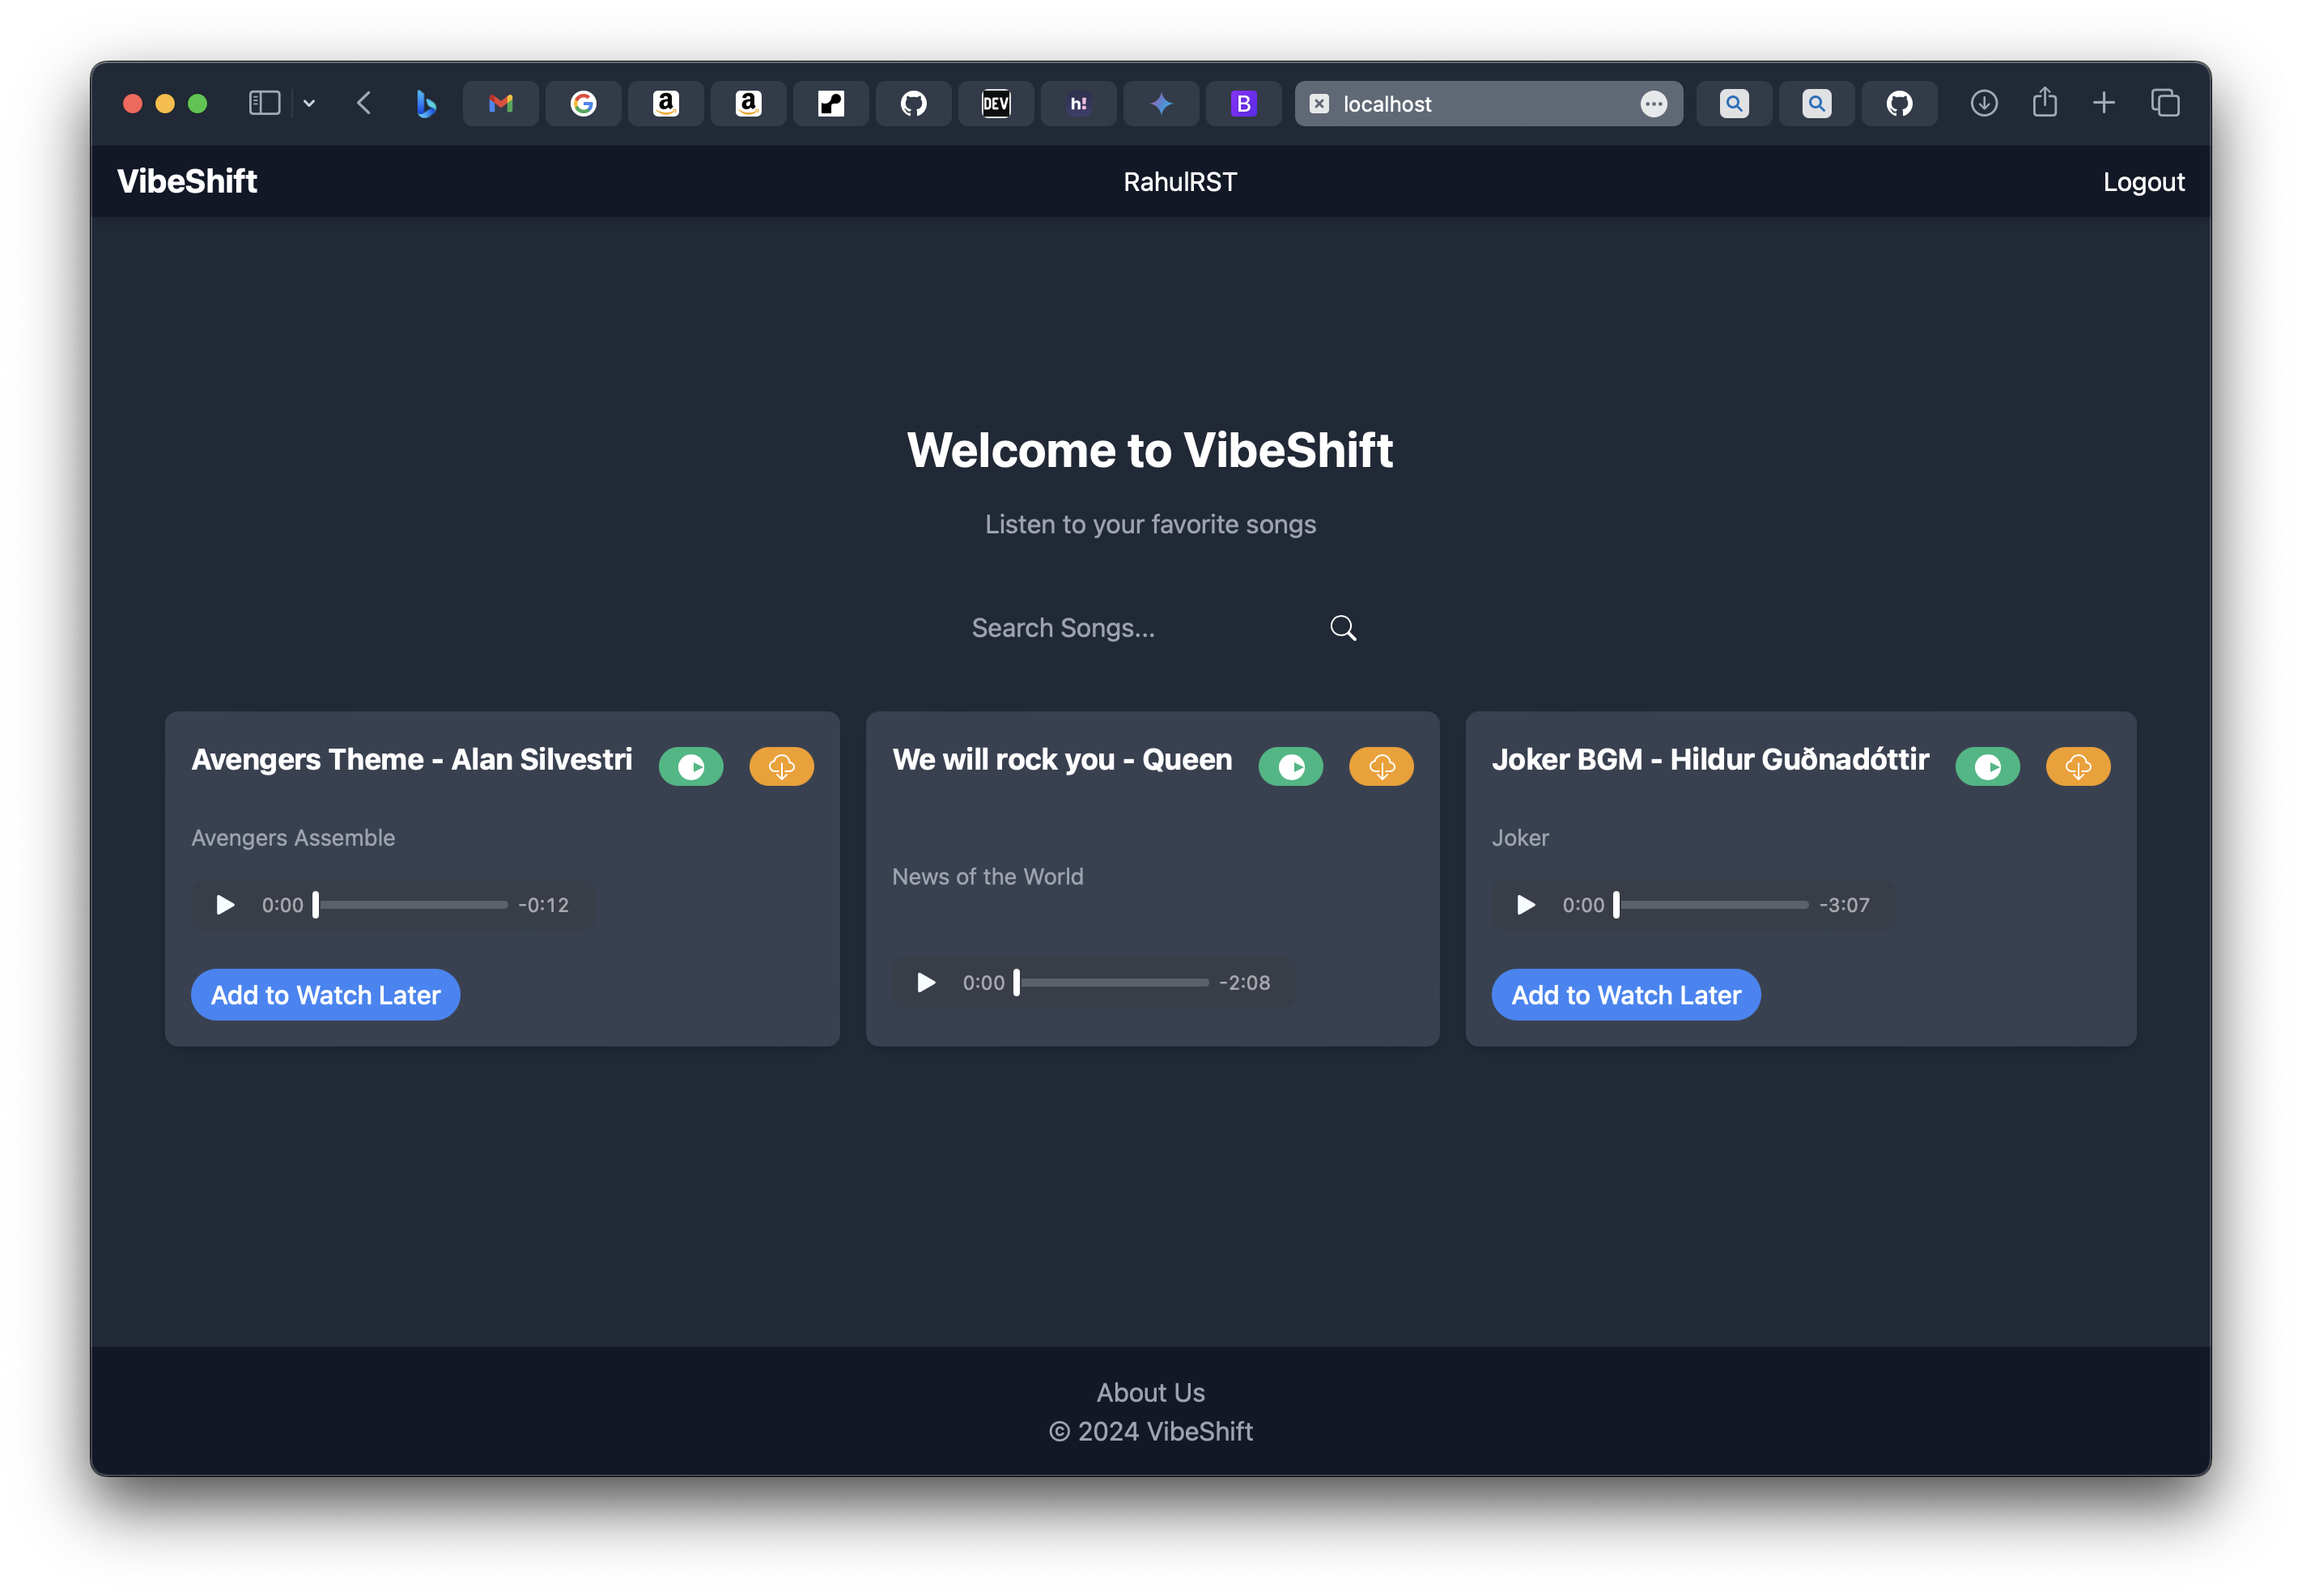 a a DEV h! B localhost
VibeShift RahulRST Logout
Welcome to VibeShift
Listen to your favorite songs
Search Songs...
Avengers Theme - Alan Silvestri
Avengers Assemble
0:00 -0:12
Add to Watch Later
We will rock you - Queen
News of the World
0:00 -2:08
Joker BGM - Hildur Guðnadóttir
Joker
0:00 -3:07
Add to Watch Later
About Us
© 2024 VibeShift